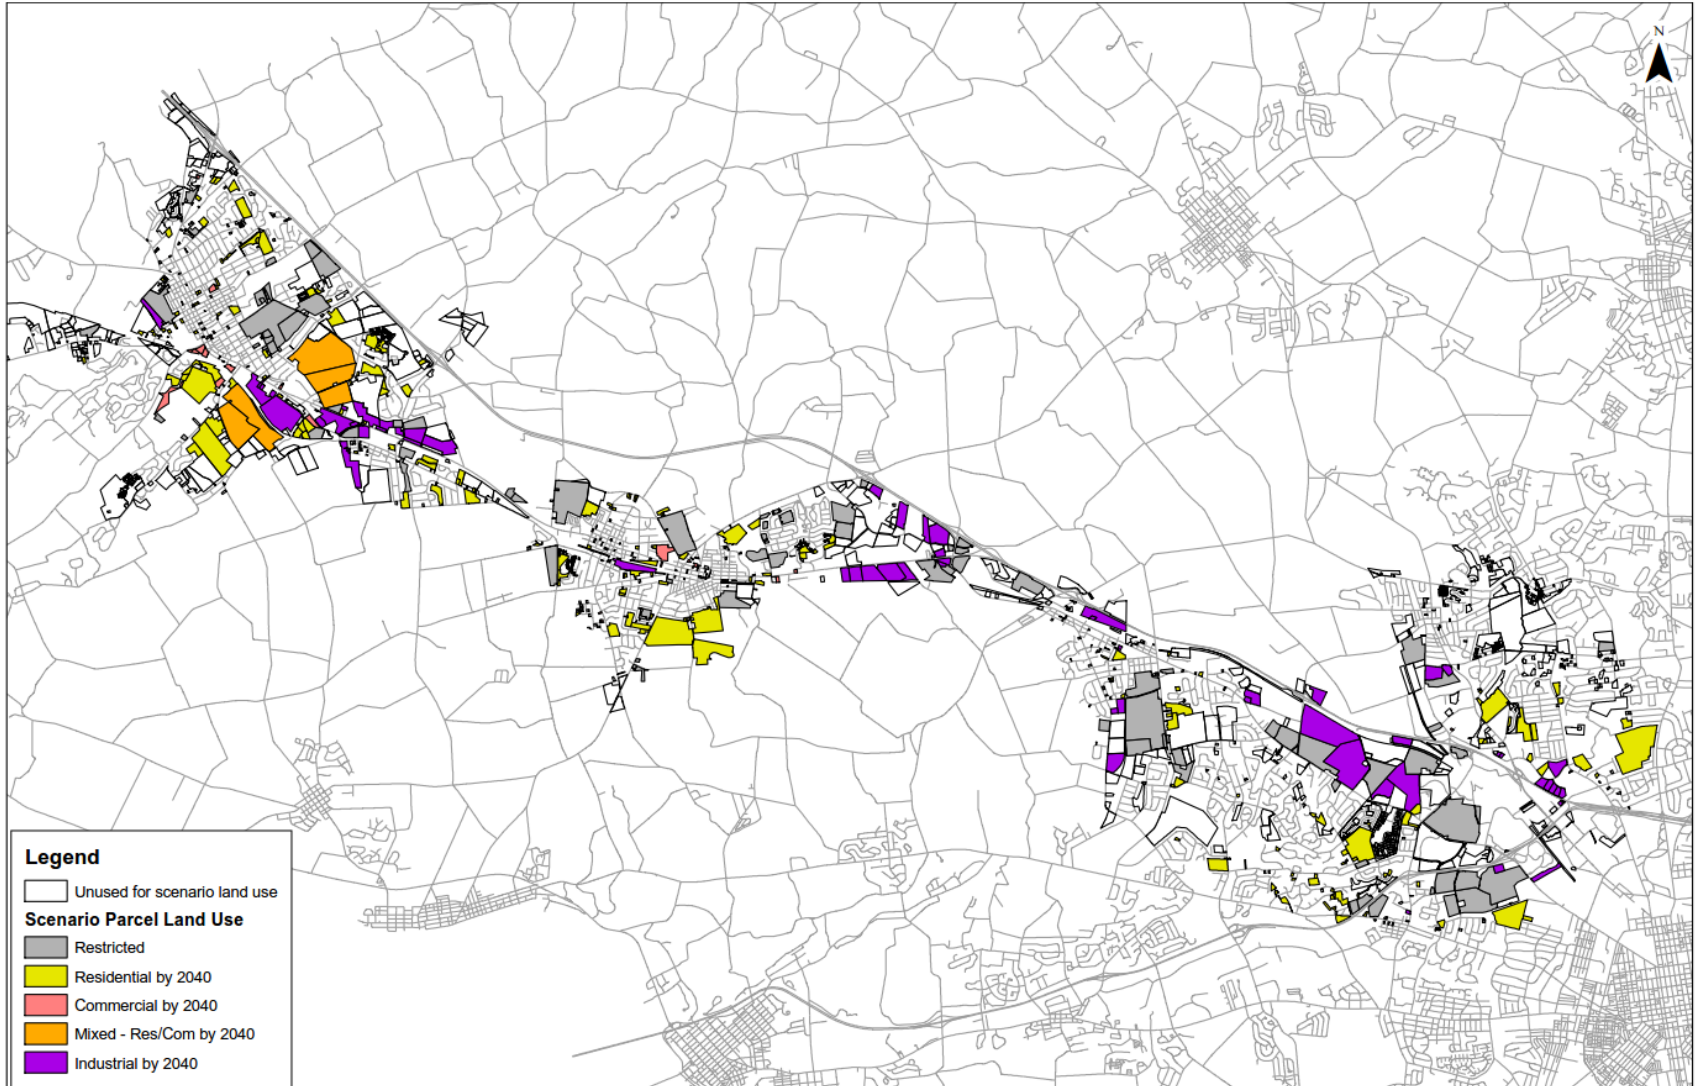 N
Legend
Unused for scenario land use
Scenario Parcel Land Use
Restricted
Residential by 2040
Commercial by 2040
Mixed - Res/Com by 2040
Industrial by 2040